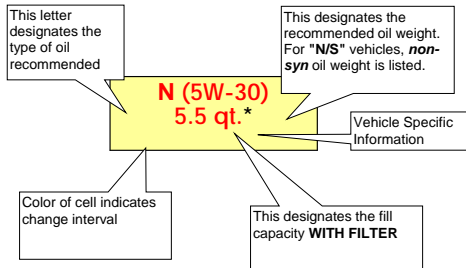 This letter
designates the
type of oil
recommended
This designates the
recommended oil weight.
For "N/S" vehicles, non-
syn oil weight is listed.
N (5W-30)
5.5 qt.*
Vehicle Specific
Information
Color of cell indicates
change interval
This designates the fill
capacity WITH FILTER